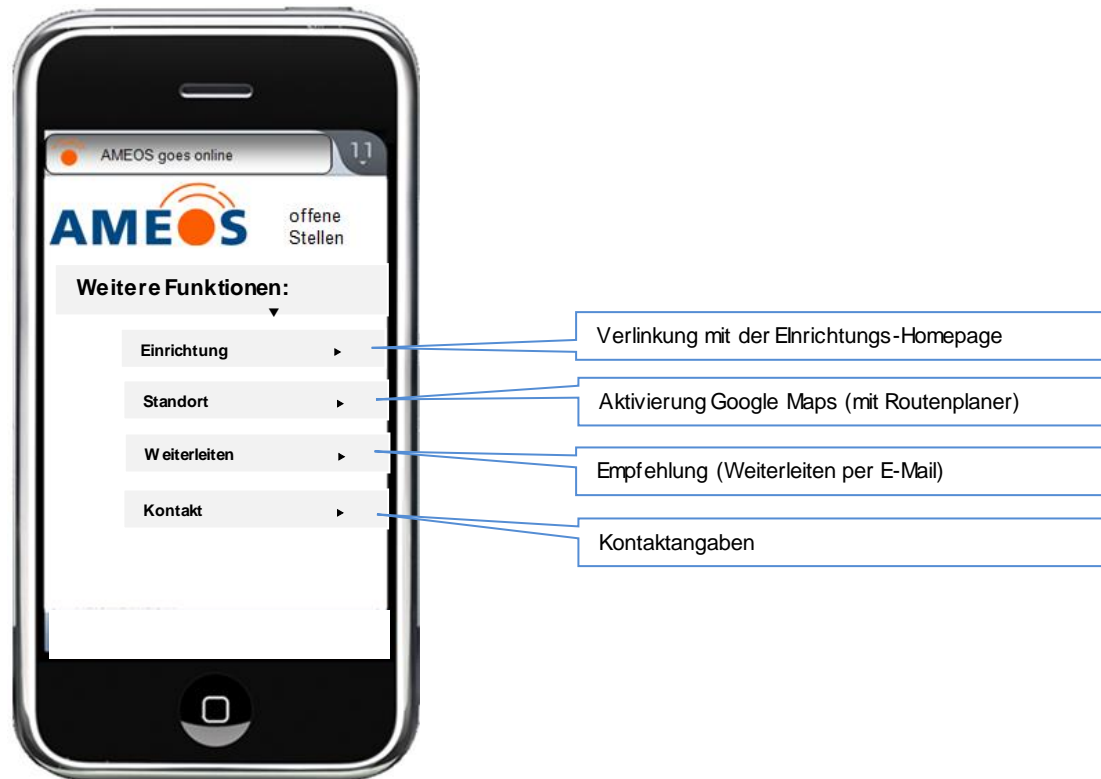 AMEOS goes online
11
AMEOS
offene
Stellen
Weitere Funktionen:
Einrichtung
Standort
Weiterleiten
Kontakt
Verlinkung mit der EInrichtungs-Homepage
Aktivierung Google Maps (mit Routenplaner)
Empfehlung (Weiterleiten per E-Mail)
Kontaktangaben